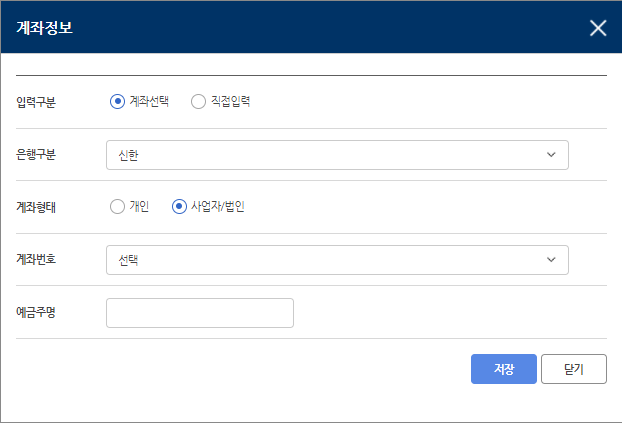 계좌정보
입력구분 계좌선택 직접입력
은행구분 신한
계좌형태 개인 사업자/법인
계좌번호 선택
예금주명
저장 닫기